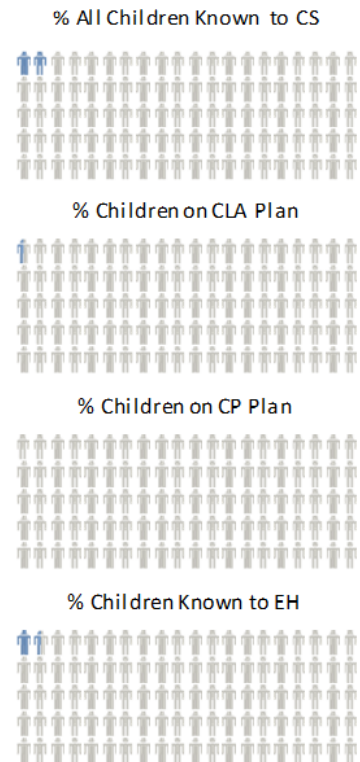 % All Children Known to CS
% Children on CLA Plan
% Children on CP Plan
% Children Known to EH